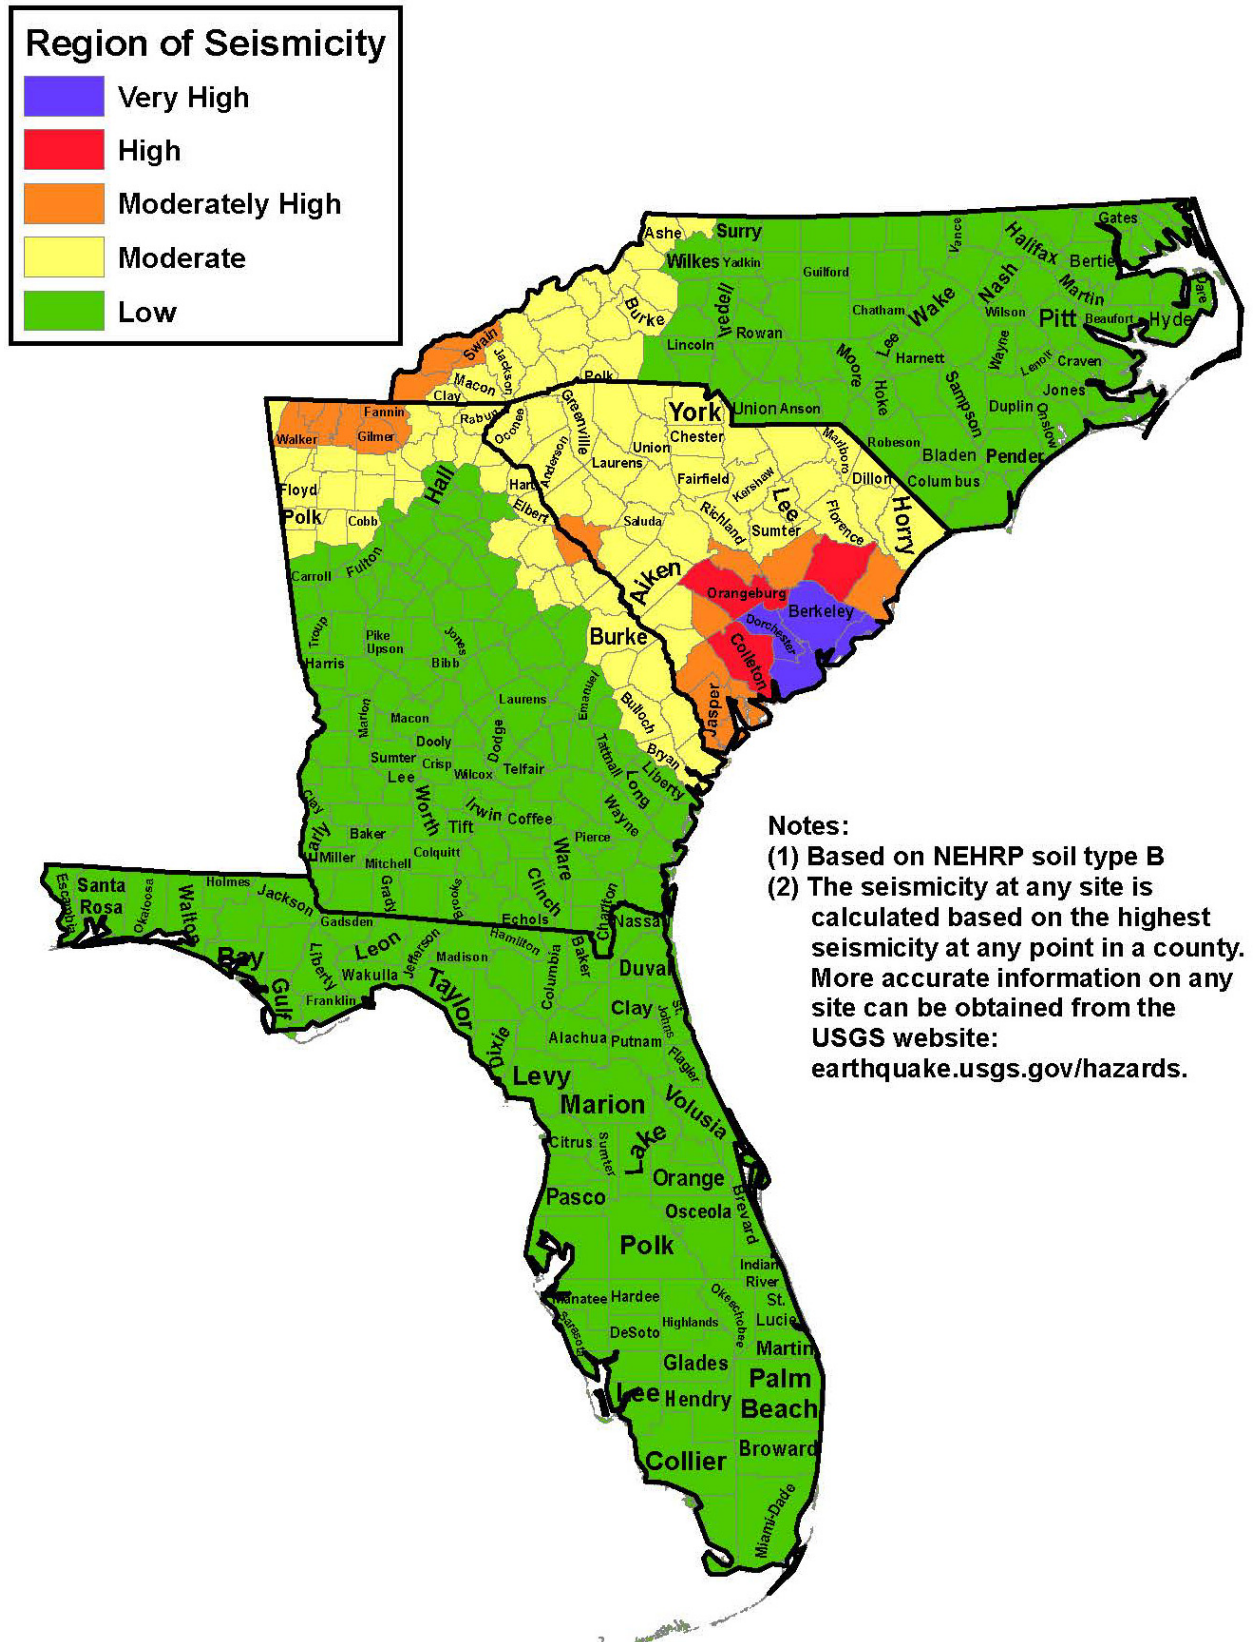 Region of Seismicity
Very High
High
Moderately High
Moderate
Low
Gates
Ashe
Surry
Vance
Halifax
Bertie
Wilkes
Yadkin
Guilford
Nash
Martin
Dare
Burke
Iredell
Chatham
Wake
Wilson
Pitt
Beaufort
Hyde
Swain
Rowan
Lincoln
Lee
Harnett
Wayne
Lenoir
Craven
Jackson
Macon
Clay
Polk
Moore
Hoke
Sampson
Jones
Duplin
Onslow
Union
Anson
Robeson
Bladen
Pender
Columbus
Fannin
Rabun
Oconee
Greenville
York
Chester
Walker
Gilmer
Anderson
Union
Laurens
Marlboro
Dillon
Hart
Fairfield
Kershaw
Lee
Floyd
Hall
Elbert
Saluda
Richland
Sumter
Florence
Horry
Polk
Cobb
Fulton
Carroll
Aiken
Orangeburg
Berkeley
Dorchester
Colleton
Troup
Pike
Upson
Jones
Burke
Harris
Bibb
Jasper
Laurens
Emanuel
Bulloch
Marion
Macon
Dooly
Dodge
Bryan
Sumter
Crisp
Lee
Wilcox
Telfair
Tattnall
Long
Liberty
Clay
Worth
Irwin
Coffee
Wayne
Early
Baker
Tift
Pierce
Miller
Mitchell
Colquitt
Ware
Grady
Brooks
Clinch
Charlton
Echols
Notes:
(1) Based on NEHRP soil type B
(2) The seismicity at any site is
calculated based on the highest
seismicity at any point in a county.
More accurate information on any
site can be obtained from the
USGS website:
earthquake.usgs.gov/hazards.
Escambia
Santa
Rosa
Okaloosa
Walton
Holmes
Jackson
Gadsden
Nassau
Bay
Liberty
Leon
Jefferson
Madison
Hamilton
Columbia
Baker
Duval
Gulf
Wakulla
Franklin
Taylor
Clay
St.
Johns
Dixie
Alachua
Putnam
Flagler
Levy
Marion
Volusia
Citrus
Sumter
Lake
Orange
Pasco
Osceola
Brevard
Polk
Indian
River
Manatee
Hardee
Okeechobee
St.
Lucie
Sarasota
DeSoto
Highlands
Martin
Glades
Palm
Beach
Lee
Hendry
Collier
Broward
Miami-Dade